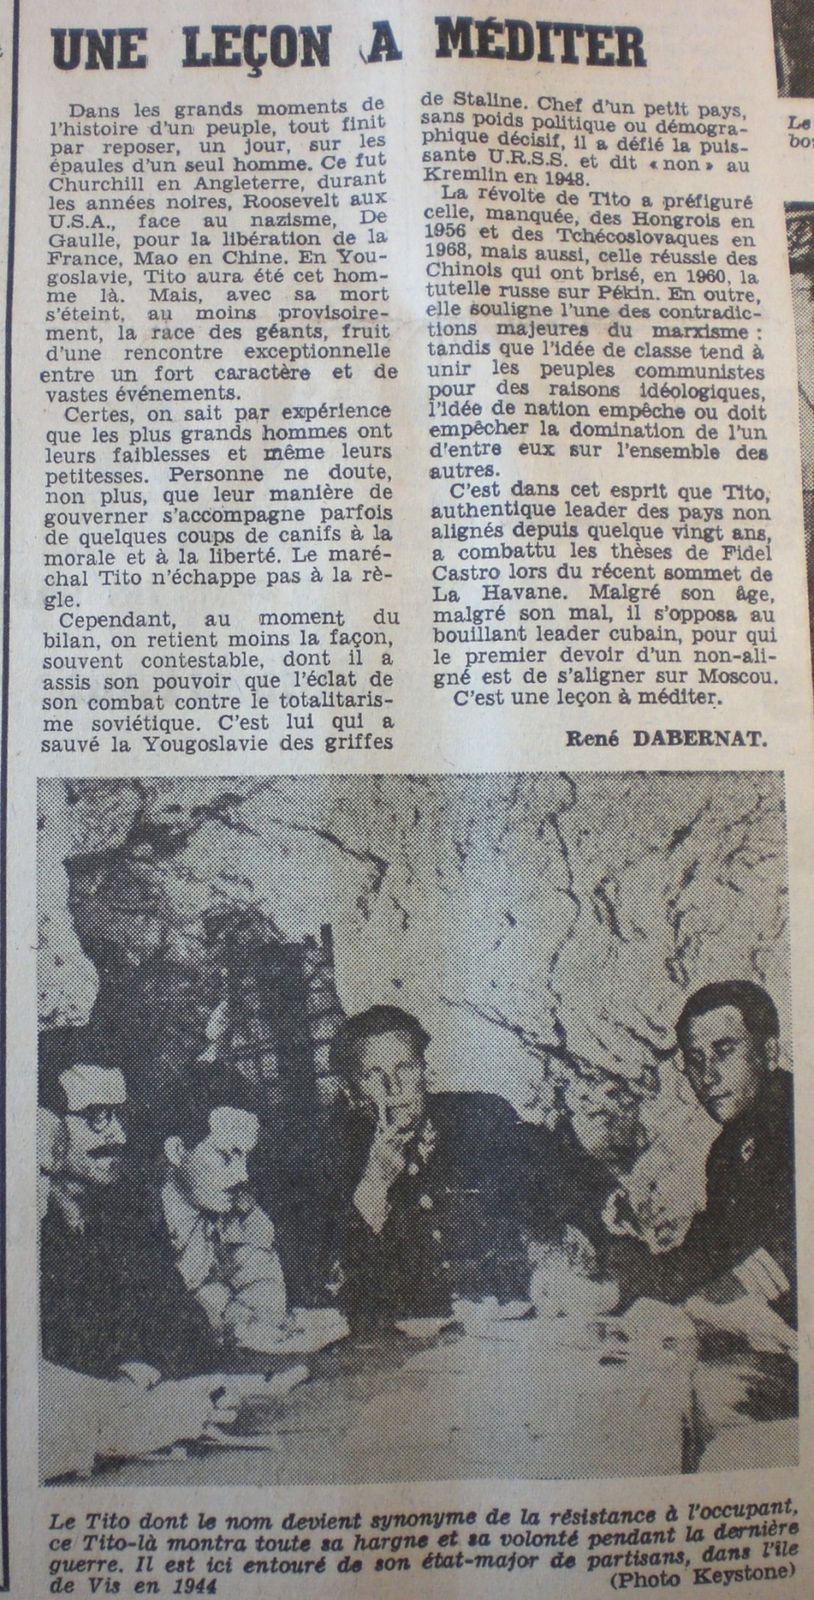 UNE LEÇON A MÉDITER
Dans les grands moments de
l'histoire d'un peuple, tout finit
par reposer, un jour, sur les
épaules d'un seul homme. Ce fut
Churchill en Angleterre, durant
les années noires, Roosevelt aux
U.S.A., face au nazisme, De
Gaulle, pour la libération de la
France, Mao en Chine. En You-
goslavie, Tito aura été cet hom-
me là. Mais, avec sa mort
s'éteint, au moins provisoire-
ment, la race des géants, fruit
d'une rencontre exceptionnelle
entre un fort caractère et de
vastes événements.
Certes, on sait par expérience
que les plus grands hommes ont
leurs faiblesses et même leurs
petitesses. Personne ne doute,
non plus, que leur manière de
gouverner s'accompagne parfois
de quelques coups de canifs à la
morale et à la liberté. Le maré-
chal Tito n'échappe pas à la rè-
gle.
Cependant, au moment du
bilan, on retient moins la façon,
souvent contestable, dont il a
assis son pouvoir que l'éclat de
son combat contre le totalitaris-
me soviétique. C'est lui qui a
sauvé la Yougoslavie des griffes
de Staline. Chef d'un petit pays,
sans poids politique ou démogra-
phique décisif, il a défié la puis-
sante U.R.S.S. et dit « non » au
Kremlin en 1948.
La révolte de Tito a préfiguré
celle, manquée, des Hongrois en
1956 et des Tchécoslovaques en
1968, mais aussi, celle réussie des
Chinois qui ont brisé, en 1960, la
tutelle russe sur Pékin. En outre,
elle souligne l'une des contradic-
tions majeures du marxisme :
tandis que l'idée de classe tend à
unir les peuples communistes
pour des raisons idéologiques,
l'idée de nation empêche ou doit
empêcher la domination de l'un
d'entre eux sur l'ensemble des
autres.
C'est dans cet esprit que Tito,
authentique leader des pays non
alignés depuis quelque vingt ans,
a combattu les thèses de Fidel
Castro lors du récent sommet de
La Havane. Malgré son âge,
malgré son mal, il s'opposa au
bouillant leader cubain, pour qui
le premier devoir d'un non-ali-
gné est de s'aligner sur Moscou.
C'est une leçon à méditer.
René DABERNAT.
Le Tito dont le nom devient synonyme de la résistance à l'occupant,
ce Tito-là montra toute sa hargne et sa volonté pendant la dernière
guerre. Il est ici entouré de son état-major de partisans, dans l'île
de Vis en 1944 (Photo Keystone)
Le